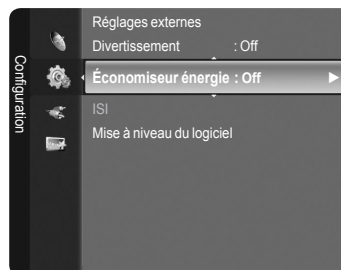 Configuration
Réglages externes
Divertissement : Off
Économiseur énergie : Off
ISI
Mise à niveau du logiciel